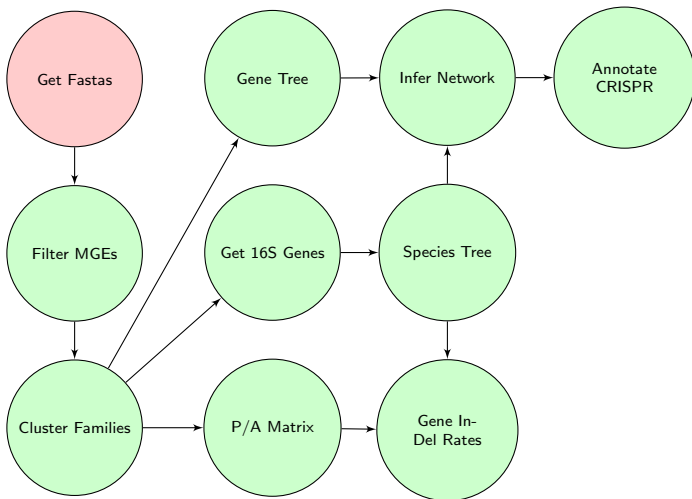 Get Fastas
Gene Tree
Infer Network
Annotate
CRISPR
Filter MGEs
Get 16S Genes
Species Tree
Cluster Families
P/A Matrix
Gene In-
Del Rates